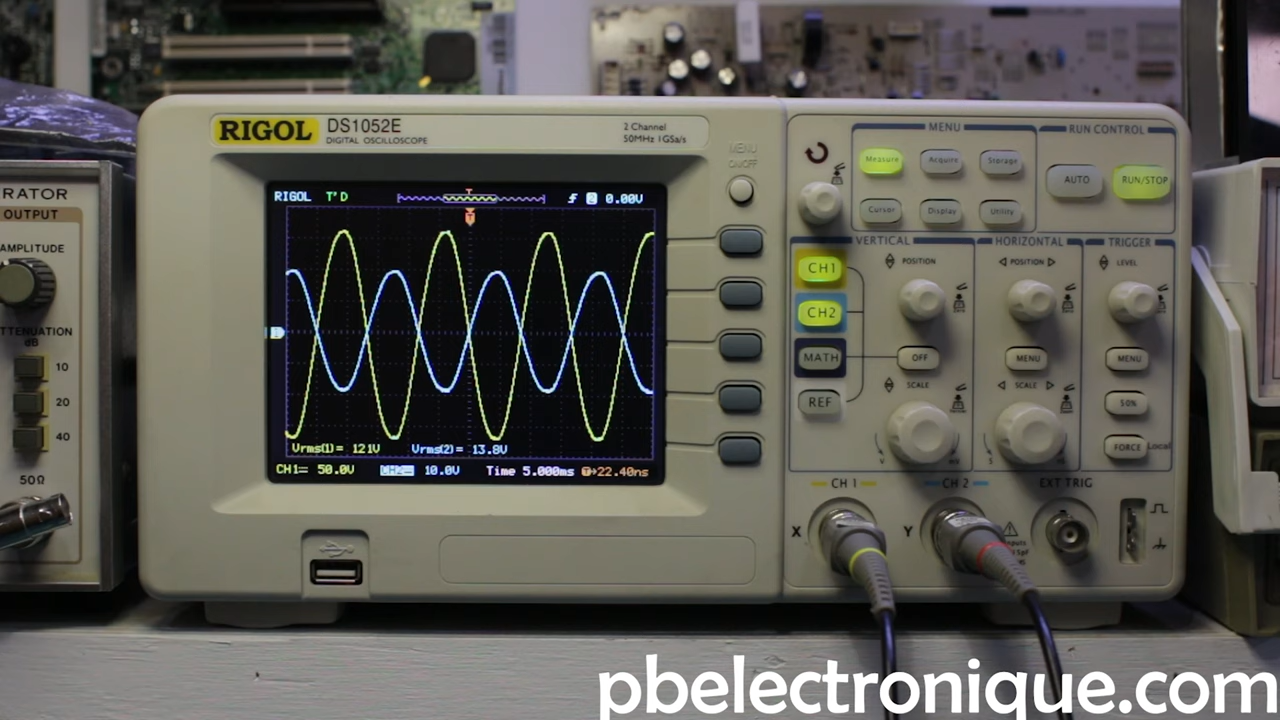 RATOR
OUTPUT
AMPLITUDE
TTENUATION
dB
10
20
40
50Ω
RIGOL
DS1052E
DIGITAL OSCILLOSCOPE
2 Channel
50MHz 1GSa/s
MENU
ON/OFF
RIGOL T'D
T
2 0.00V
Vrms(1)= 121V Vrms(2)= 13.8V
CH1= 50.0V CH2= 10.0V Time 5.000ms T→22.40ns
MENU
RUN CONTROL
Measure
Acquire
Storage
AUTO
RUN/STOP
Cursor
Display
Utility
VERTICAL
HORIZONTAL
TRIGGER
CH1
POSITION
POSITION
LEVEL
CH2
MATH
OFF
MENU
MENU
SCALE
SCALE
REF
50%
FORCE
Local
CH 1
CH 2
EXT TRIG
X
Y
pbelectronique.com